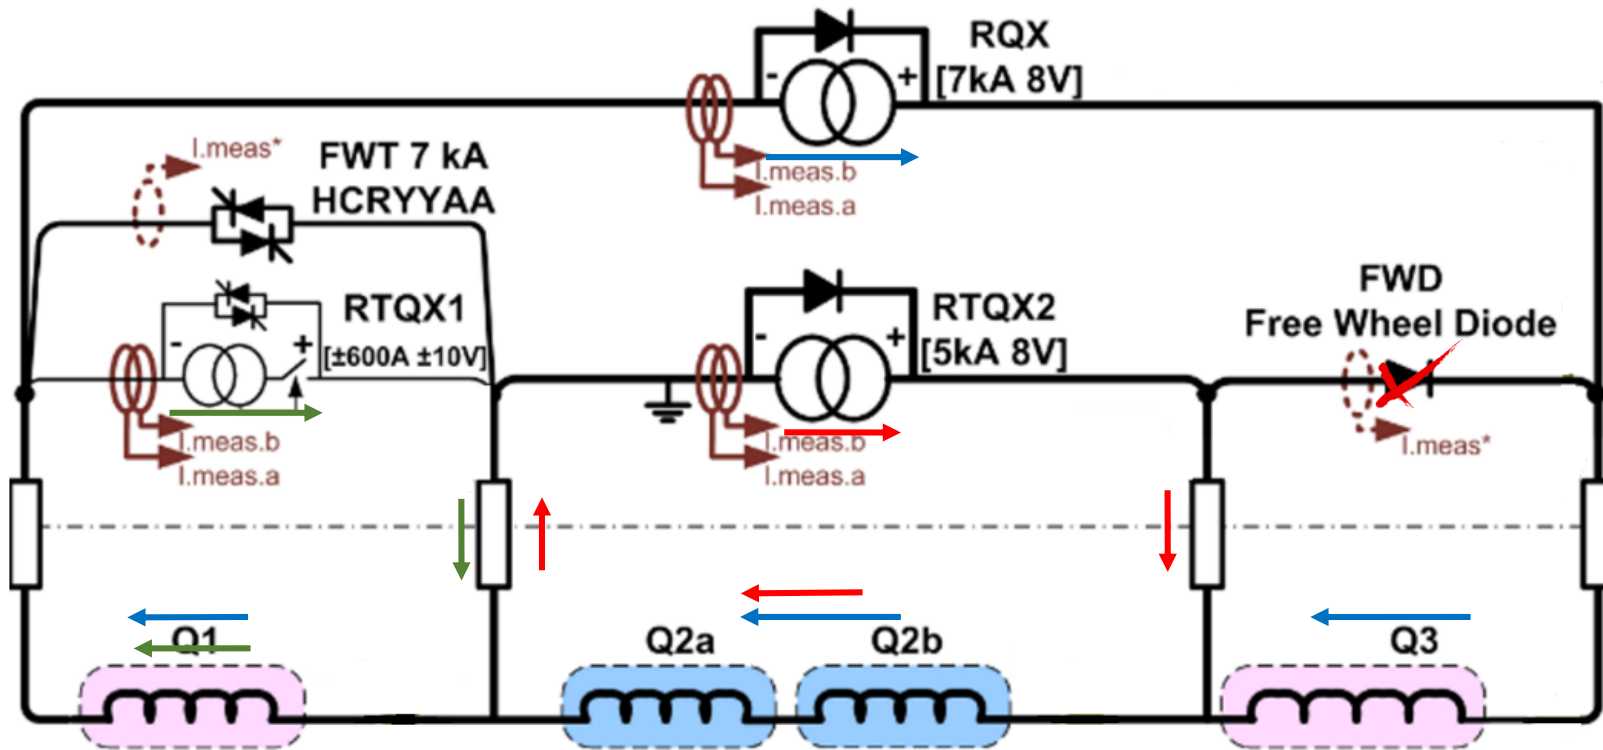 RQX
[7kA 8V]
- +
I.meas.b
I.meas.a
I.meas*
FWT 7 kA
HCRYYAA
RTQX1
[±600A ±10V]
- +
I.meas.b
I.meas.a
RTQX2
[5kA 8V]
- +
I.meas.b
I.meas.a
FWD
Free Wheel Diode
I.meas*
Q1
Q2a
Q2b
Q3